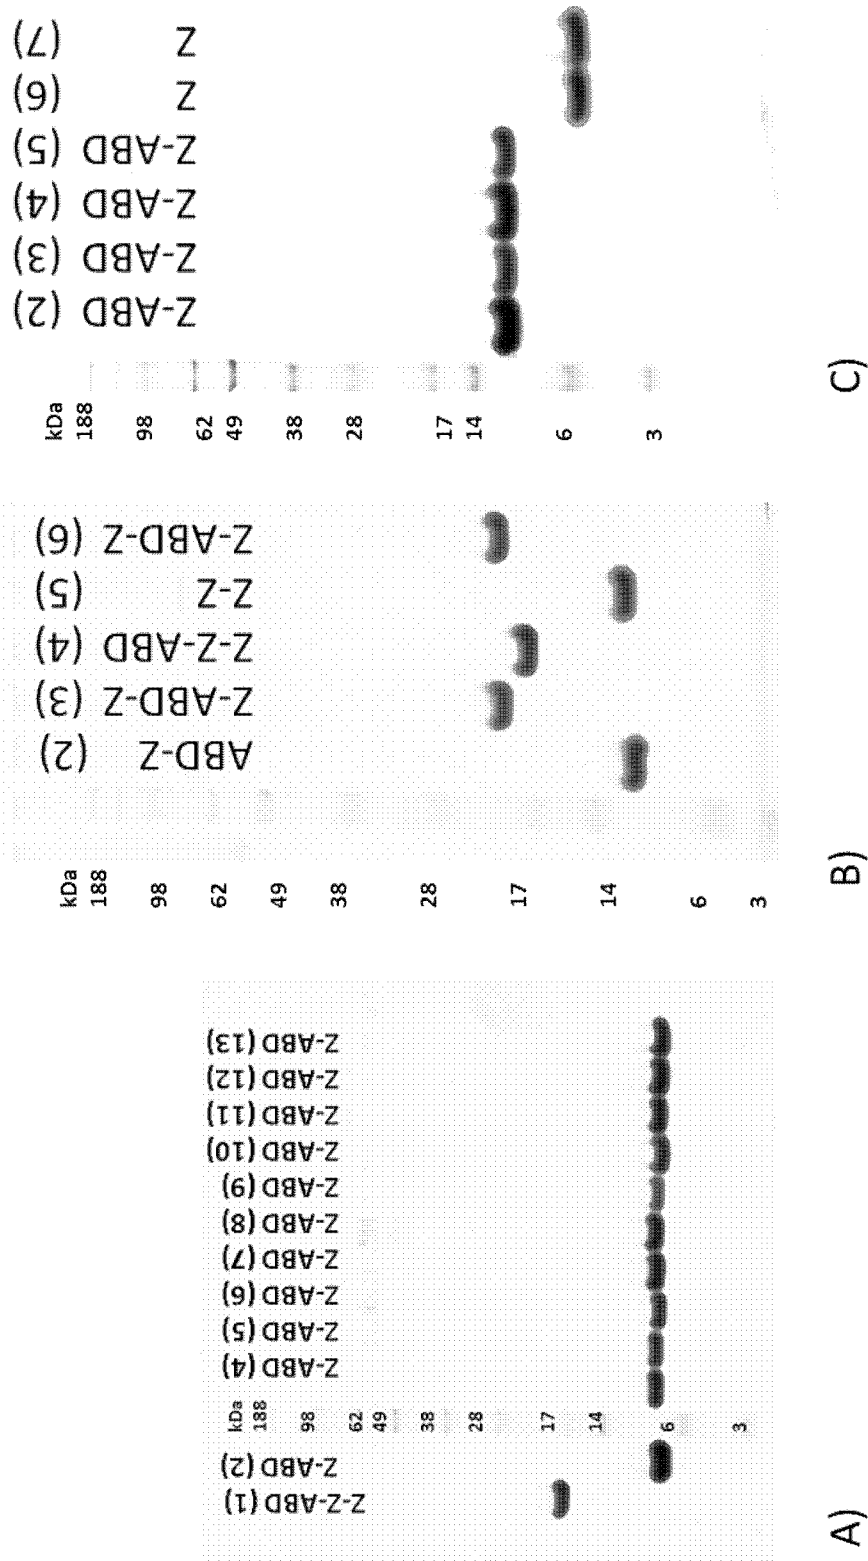 Z-Z-ABD (1)
Z-ABD (2)
kDa
188
98
62
49
38
28
17
14
6
3
Z-ABD (4)
Z-ABD (5)
Z-ABD (6)
Z-ABD (7)
Z-ABD (8)
Z-ABD (9)
Z-ABD (10)
Z-ABD (11)
Z-ABD (12)
Z-ABD (13)
A)
kDa
188
98
62
49
38
28
17
14
6
3
ABD-Z (2)
Z-ABD-Z (3)
Z-Z-ABD (4)
Z-Z (5)
Z-ABD-Z (6)
B)
kDa
188
98
62
49
38
28
17
14
6
3
Z-ABD (2)
Z-ABD (3)
Z-ABD (4)
Z-ABD (5)
Z (6)
Z (7)
C)